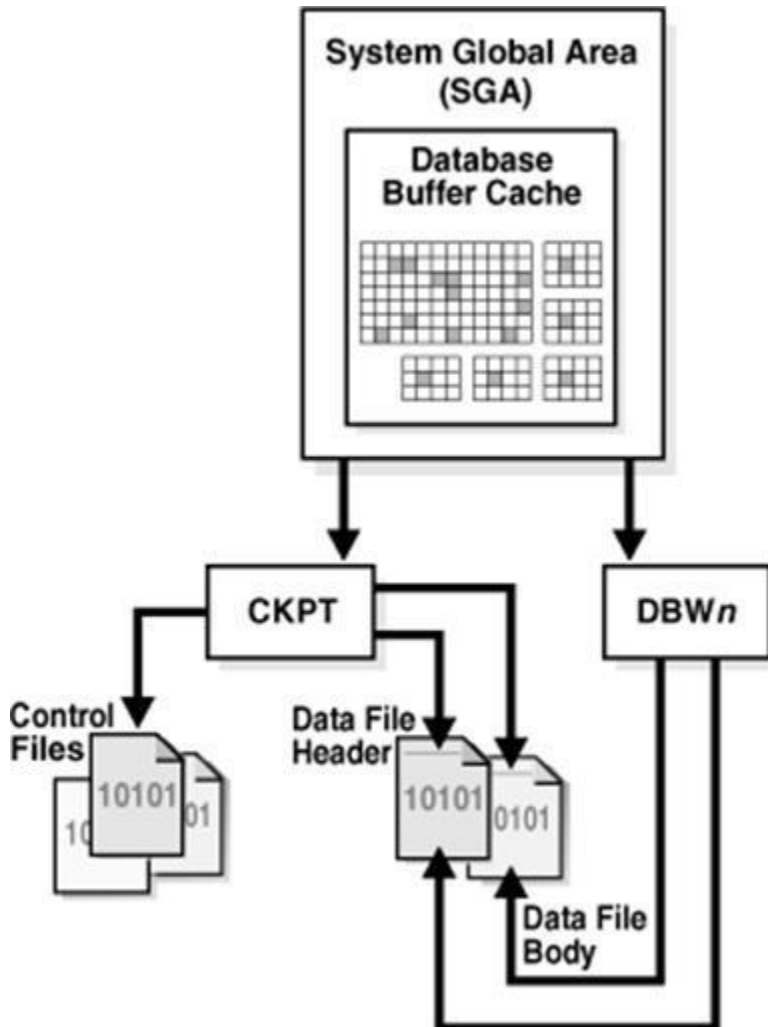 System Global Area
(SGA)
Database
Buffer Cache
CKPT
DBWn
Control
Files
Data File
Header
10101
10
01
10101
0101
Data File
Body